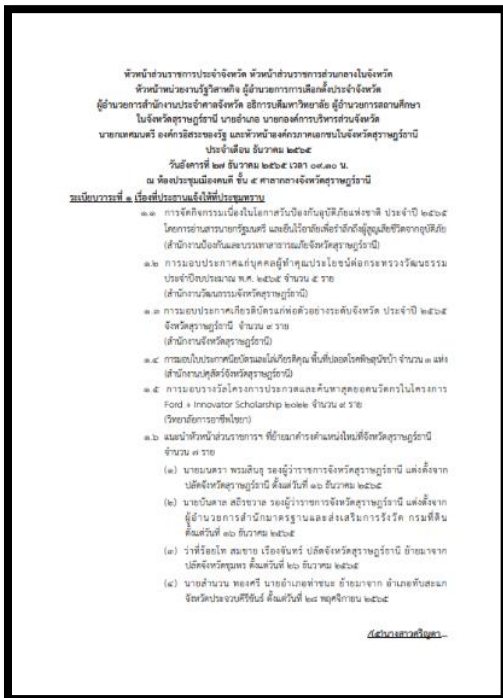 หัวหน้าส่วนราชการประจำจังหวัด หัวหน้าส่วนราชการส่วนกลางในจังหวัด
หัวหน้าหน่วยงานรัฐวิสาหกิจ ผู้อำนวยการการเลือกตั้งประจำจังหวัด
ผู้อำนวยการสำนักงานประจำศาลจังหวัด อธิการบดีมหาวิทยาลัย ผู้อำนวยการสถานศึกษา
ในจังหวัดสุราษฎร์ธานี นายอำเภอ นายกองค์การบริหารส่วนจังหวัด
นายกเทศมนตรี องค์กรอิสระของรัฐ และหัวหน้าองค์กรภาคเอกชนในจังหวัดสุราษฎร์ธานี
ประจำเดือน ธันวาคม ๒๕๖๕
วันอังคารที่ ๒๗ ธันวาคม ๒๕๖๕ เวลา ๐๙.๓๐ น.
ณ ห้องประชุมเมืองคนดี ชั้น ๕ ศาลากลางจังหวัดสุราษฎร์ธานี
ระเบียบวาระที่ ๑ เรื่องที่ประธานแจ้งให้ที่ประชุมทราบ
๑.๑ การจัดกิจกรรมเนื่องในโอกาสวันป้องกันอุบัติภัยแห่งชาติ ประจำปี ๒๕๖๕
โดยการอ่านสารนายกรัฐมนตรี และยืนไว้อาลัยเพื่อรำลึกถึงผู้สูญเสียชีวิตจากอุบัติภัย
(สำนักงานป้องกันและบรรเทาสาธารณภัยจังหวัดสุราษฎร์ธานี)
๑.๒ การมอบประกาศแก่บุคคลผู้ทำคุณประโยชน์ต่อกระทรวงวัฒนธรรม
ประจำปีงบประมาณ พ.ศ. ๒๕๖๕ จำนวน ๕ ราย
(สำนักงานวัฒนธรรมจังหวัดสุราษฎร์ธานี)
๑.๓ การมอบประกาศเกียรติบัตรแก่พ่อตัวอย่างระดับจังหวัด ประจำปี ๒๕๖๕
จังหวัดสุราษฎร์ธานี จำนวน ๙ ราย
(สำนักงานจังหวัดสุราษฎร์ธานี)
๑.๔ การมอบใบประกาศนียบัตรและโล่เกียรติคุณ พื้นที่ปลอดโรคพิษสุนัขบ้า จำนวน ๑ แห่ง
(สำนักงานปศุสัตว์จังหวัดสุราษฎร์ธานี)
๑.๕ การมอบรางวัลโครงการประกวดและค้นหาสุดยอดนวัตกรในโครงการ
Ford + Innovator Scholarship ๒๐๒๒ จำนวน ๙ ราย
(วิทยาลัยการอาชีพไชยา)
๑.๖ แนะนำหัวหน้าส่วนราชการฯ ที่ย้ายมาดำรงตำแหน่งใหม่ที่จังหวัดสุราษฎร์ธานี
จำนวน ๗ ราย
(๑) นายมนตรา พรมสินธุ รองผู้ว่าราชการจังหวัดสุราษฎร์ธานี แต่งตั้งจาก
ปลัดจังหวัดสุราษฎร์ธานี ตั้งแต่วันที่ ๑๖ ธันวาคม ๒๕๖๕
(๒) นายบันดาล สถิรชวาล รองผู้ว่าราชการจังหวัดสุราษฎร์ธานี แต่งตั้งจาก
ผู้อำนวยการสำนักมาตรฐานและส่งเสริมการรังวัด กรมที่ดิน
ตั้งแต่วันที่ ๑๖ ธันวาคม ๒๕๖๕
(๓) ว่าที่ร้อยโท สมชาย เรืองจันทร์ ปลัดจังหวัดสุราษฎร์ธานี ย้ายมาจาก
ปลัดจังหวัดชุมพร ตั้งแต่วันที่ ๒๖ ธันวาคม ๒๕๖๕
(๔) นายสำนวน ทองศรี นายอำเภอท่าชนะ ย้ายมาจาก อำเภอทับสะแก
จังหวัดประจวบคีรีขันธ์ ตั้งแต่วันที่ ๒๘ พฤศจิกายน ๒๕๖๕
/(๕)นางสาวศริญดา...